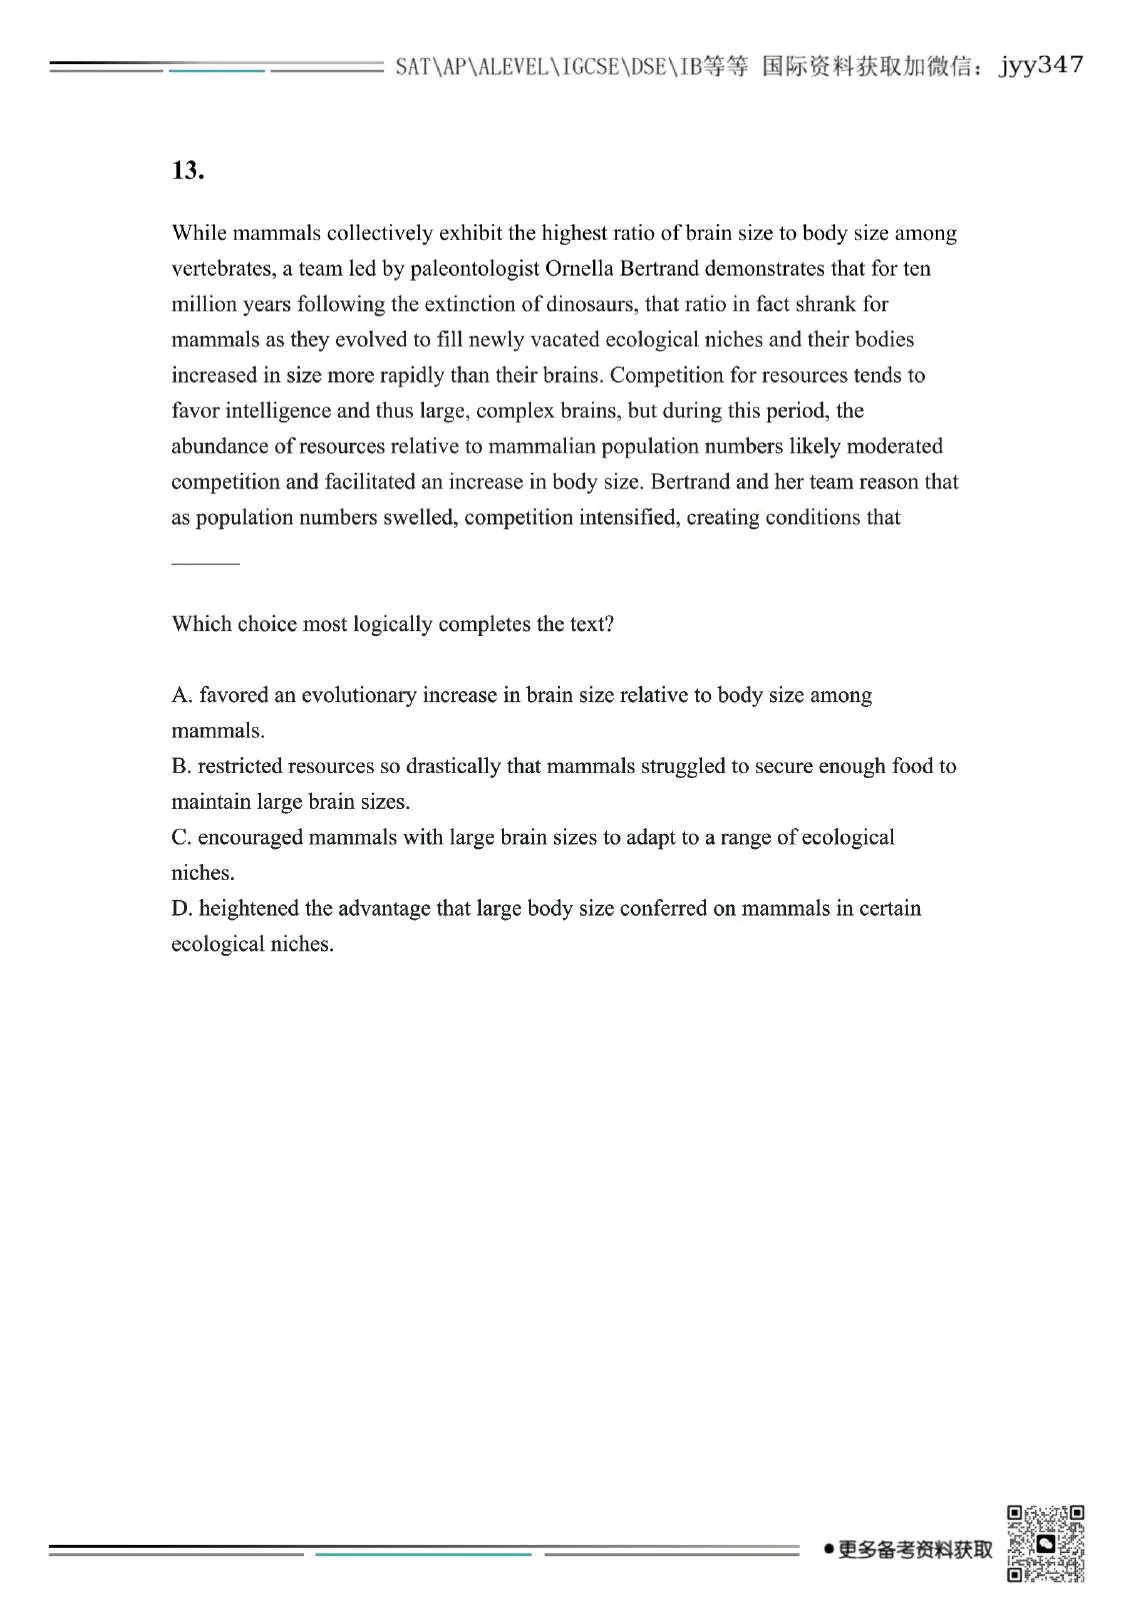 SAT\AP\ALEVEL\IGCSE\DSE\IB等等 国际资料获取加微信: jyy347
13.
While mammals collectively exhibit the highest ratio of brain size to body size among
vertebrates, a team led by paleontologist Ornella Bertrand demonstrates that for ten
million years following the extinction of dinosaurs, that ratio in fact shrank for
mammals as they evolved to fill newly vacated ecological niches and their bodies
increased in size more rapidly than their brains. Competition for resources tends to
favor intelligence and thus large, complex brains, but during this period, the
abundance of resources relative to mammalian population numbers likely moderated
competition and facilitated an increase in body size. Bertrand and her team reason that
as population numbers swelled, competition intensified, creating conditions that
______
Which choice most logically completes the text?
A. favored an evolutionary increase in brain size relative to body size among
mammals.
B. restricted resources so drastically that mammals struggled to secure enough food to
maintain large brain sizes.
C. encouraged mammals with large brain sizes to adapt to a range of ecological
niches.
D. heightened the advantage that large body size conferred on mammals in certain
ecological niches.
●更多备考资料获取